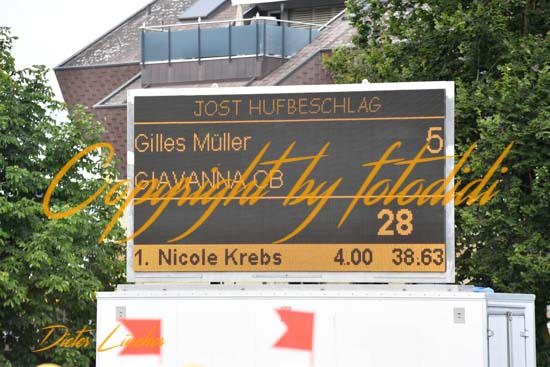 JOST HUFBESCHLAG
Gilles Müller 5
GIAVANNA CB
28
1. Nicole Krebs 4.00 38.63
Copyright by fotodidi
Dieter Lüscher